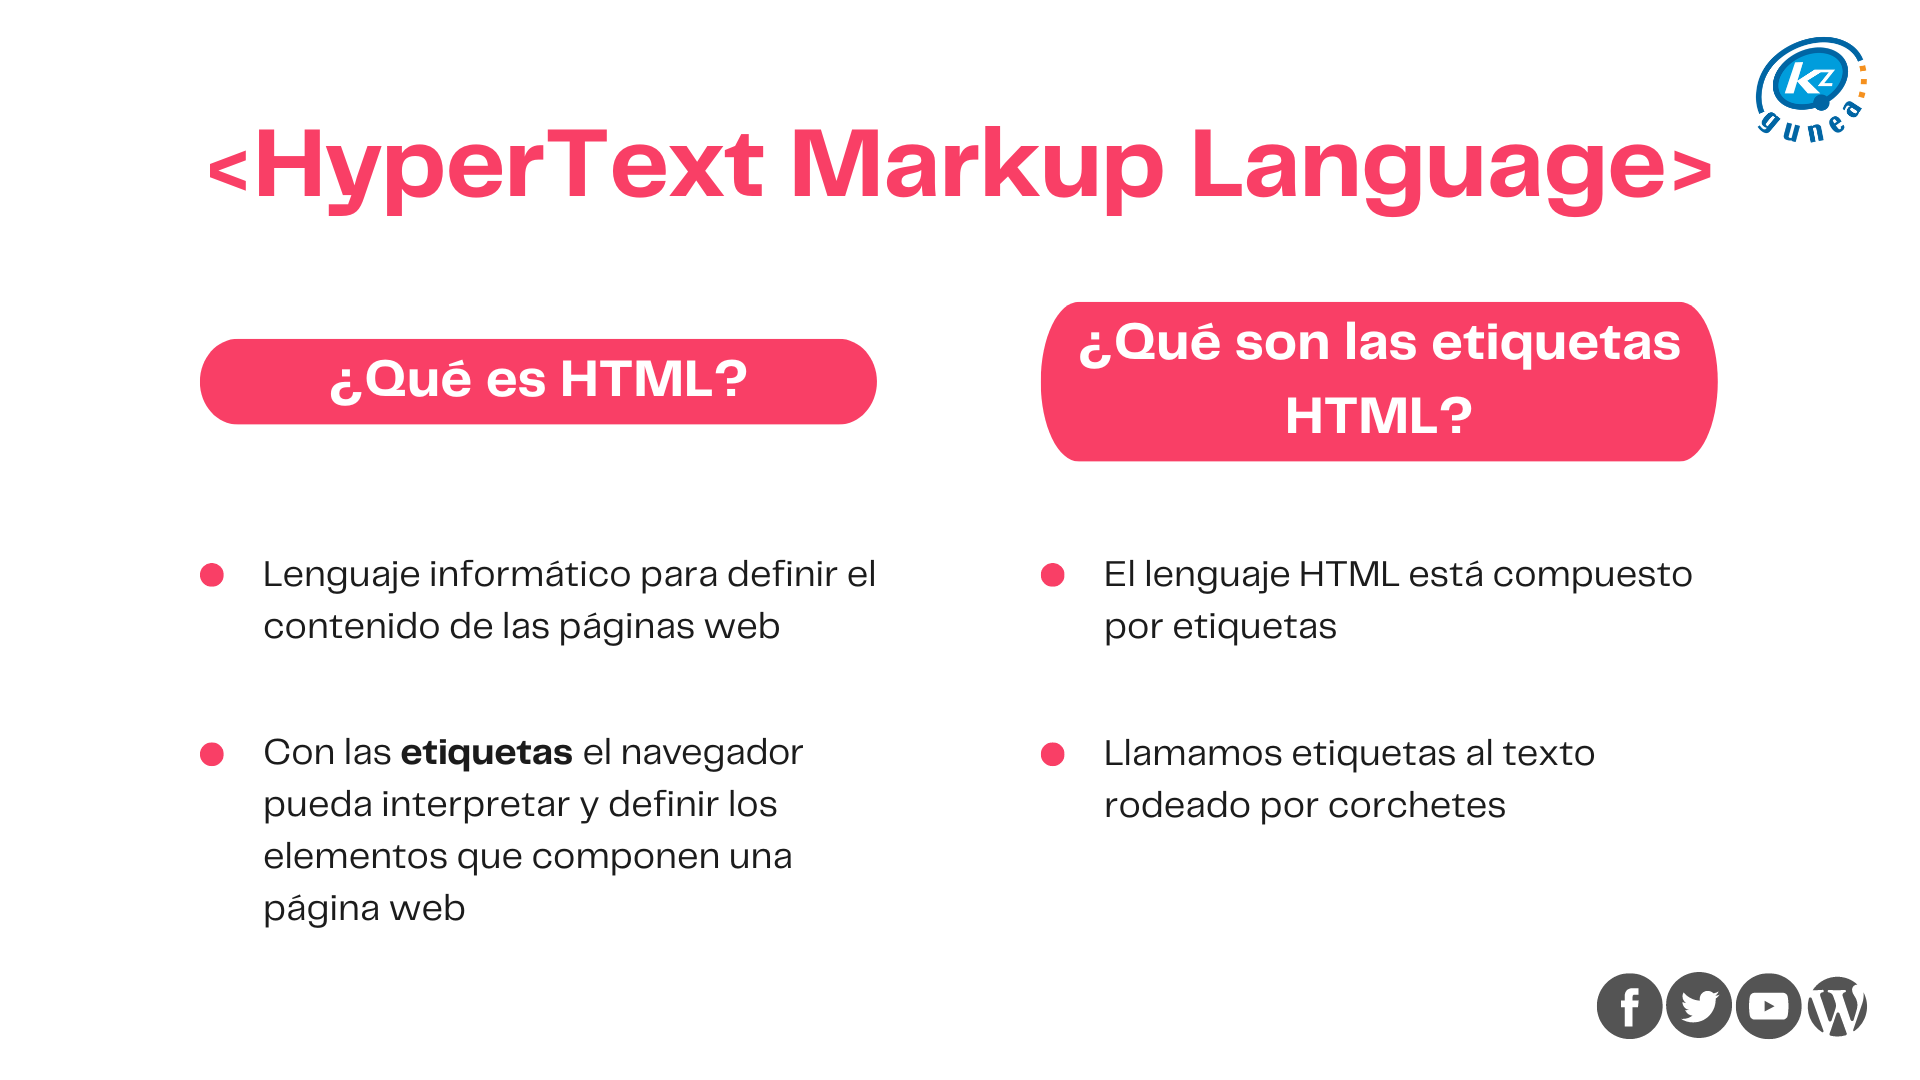 Kz
gunea
<HyperText Markup Language>
¿Qué es HTML?
Lenguaje informático para definir el
contenido de las páginas web
Con las etiquetas el navegador
pueda interpretar y definir los
elementos que componen una
página web
¿Qué son las etiquetas
HTML?
El lenguaje HTML está compuesto
por etiquetas
Llamamos etiquetas al texto
rodeado por corchetes